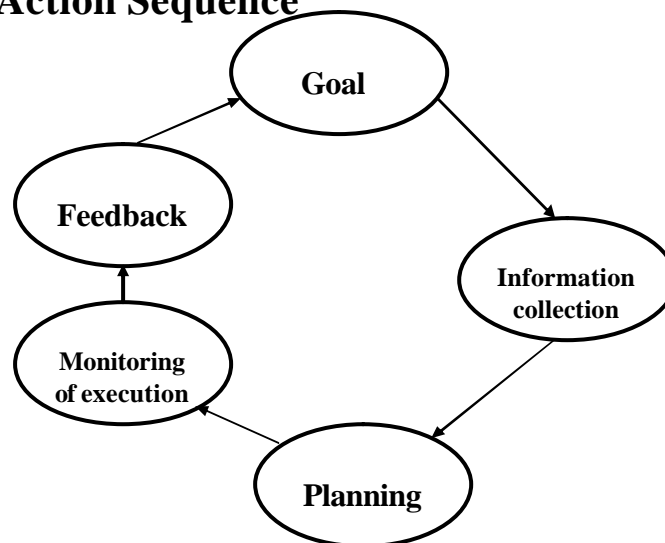 Action Sequence
Goal
Feedback
Information
collection
Monitoring
of execution
Planning